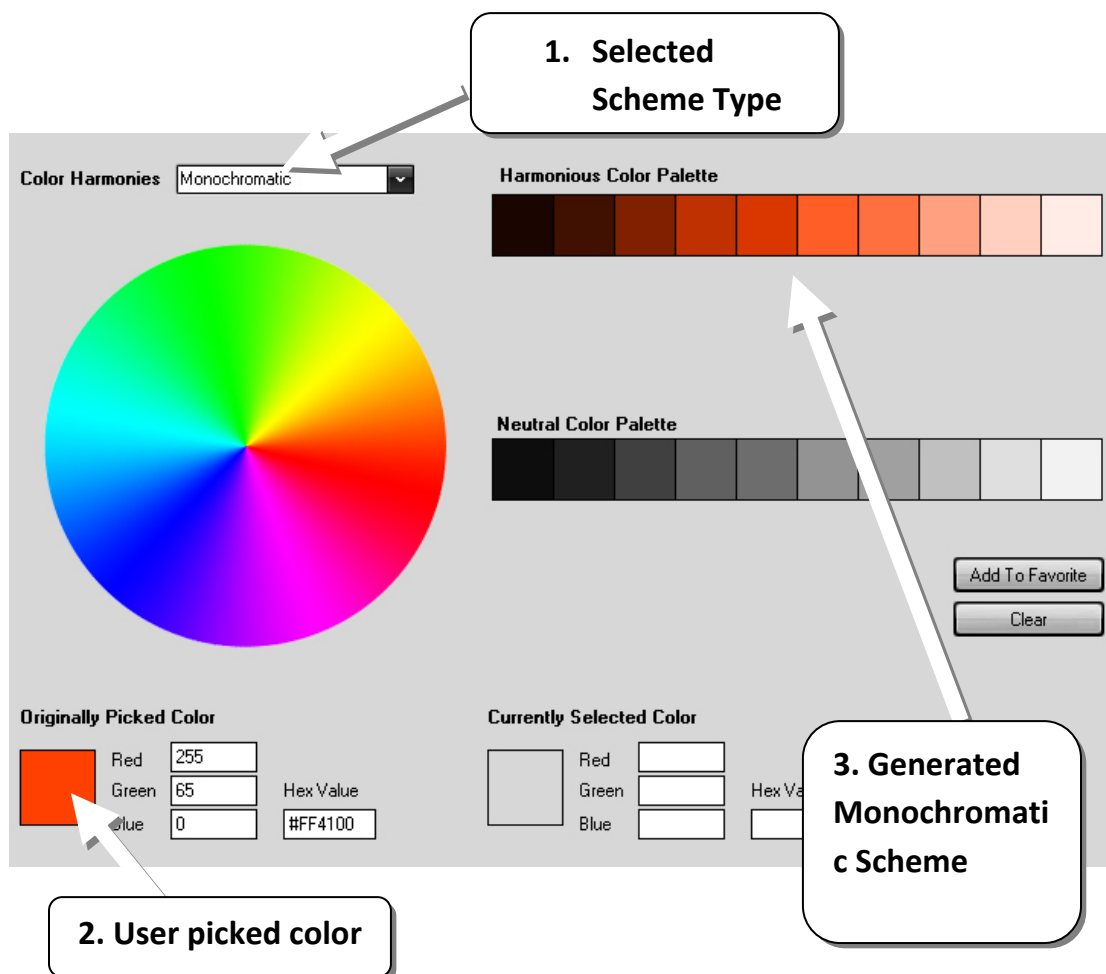 1. Selected
Scheme Type
Color Harmonies
Monochromatic
Harmonious Color Palette
Neutral Color Palette
Add To Favorite
Clear
Originally Picked Color
Red 255
Green 65
Blue 0
Hex Value
#FF4100
Currently Selected Color
Red
Green
Blue
Hex Va
3. Generated
Monochromati
c Scheme
2. User picked color